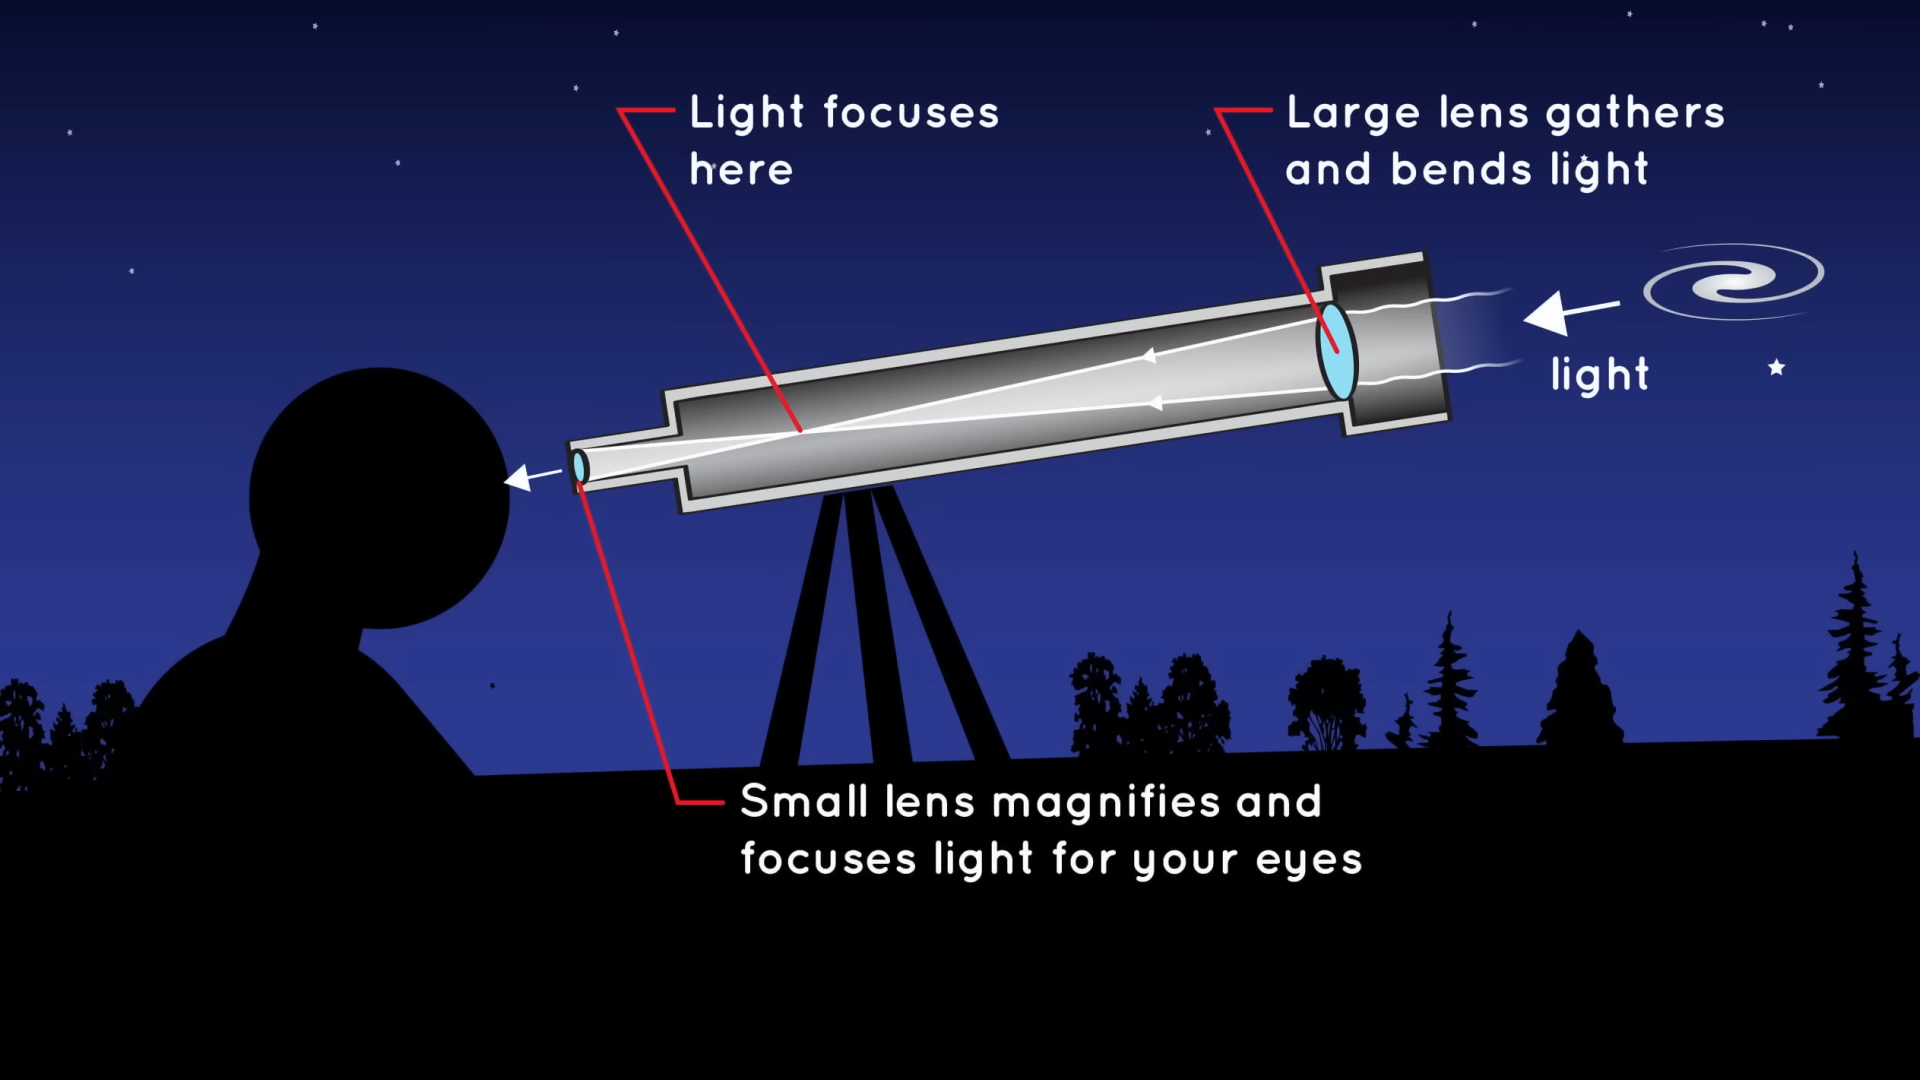 Light focuses
here
Large lens gathers
and bends light
light
Small lens magnifies and
focuses light for your eyes